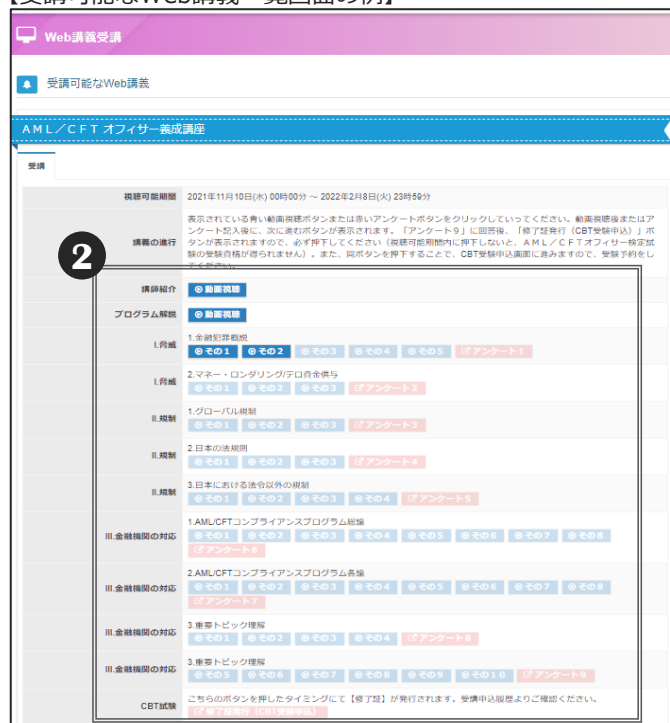 【受講可能なWeb講義一覧画面の例】
Web講義受講
受講可能なWeb講義
AML／CFT オフィサー養成講座
受講
視聴可能期間 2021年11月10日(水) 00時00分 ～ 2022年2月8日(火) 23時59分
講義の進行 表示されている青い動画視聴ボタンまたは赤いアンケートボタンをクリックしていってください。動画視聴後またはア
ンケート記入後に、次に進むボタンが表示されます。「アンケート9」に回答後、「修了証発行（CBT受験申込）」ボ
タンが表示されますので、必ず押下してください（視聴可能期間内に押下しないと、ＡＭＬ／ＣＦＴオフィサー検定試
験の受験資格が得られません）。また、同ボタンを押下することで、CBT受験申込画面に進みますので、受験予約をし
てください。
2
講師紹介 動画視聴
プログラム解説 動画視聴
I.脅威 1.金融犯罪概説
その1 その2 その3 その4 その5 アンケート1
I.脅威 2.マネー・ロンダリング/テロ資金供与
その1 その2 その3 アンケート2
II.規制 1.グローバル規制
その1 その2 その3 アンケート3
II.規制 2.日本の法規則
その1 その2 その3 アンケート4
II.規制 3.日本における法令以外の規制
その1 その2 その3 その4 アンケート5
III.金融機関の対応 1.AML/CFTコンプライアンスプログラム総論
その1 その2 その3 その4 その5 その6 その7 その8
アンケート6
III.金融機関の対応 2.AML/CFTコンプライアンスプログラム各論
その1 その2 その3 その4 その5 その6 その7 その8
アンケート7
III.金融機関の対応 3.重要トピック理解
その1 その2 その3 その4 アンケート8
III.金融機関の対応 3.重要トピック理解
その5 その6 その7 その8 その9 その10 アンケート9
CBT試験 こちらのボタンを押したタイミングにて【修了証】が発行されます。受講申込履歴よりご確認ください。
修了証発行（CBT受験申込）